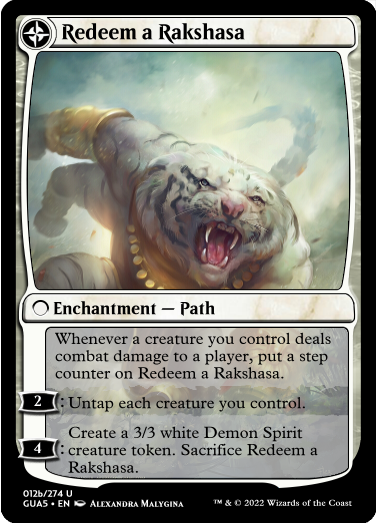 Redeem a Rakshasa
Enchantment — Path
Whenever a creature you control deals
combat damage to a player, put a step
counter on Redeem a Rakshasa.
2 : Untap each creature you control.
Create a 3/3 white Demon Spirit
4 : creature token. Sacrifice Redeem a
Rakshasa.
012b/274 U
GUA5 • EN Alexandra Malygina
™ & © 2022 Wizards of the Coast